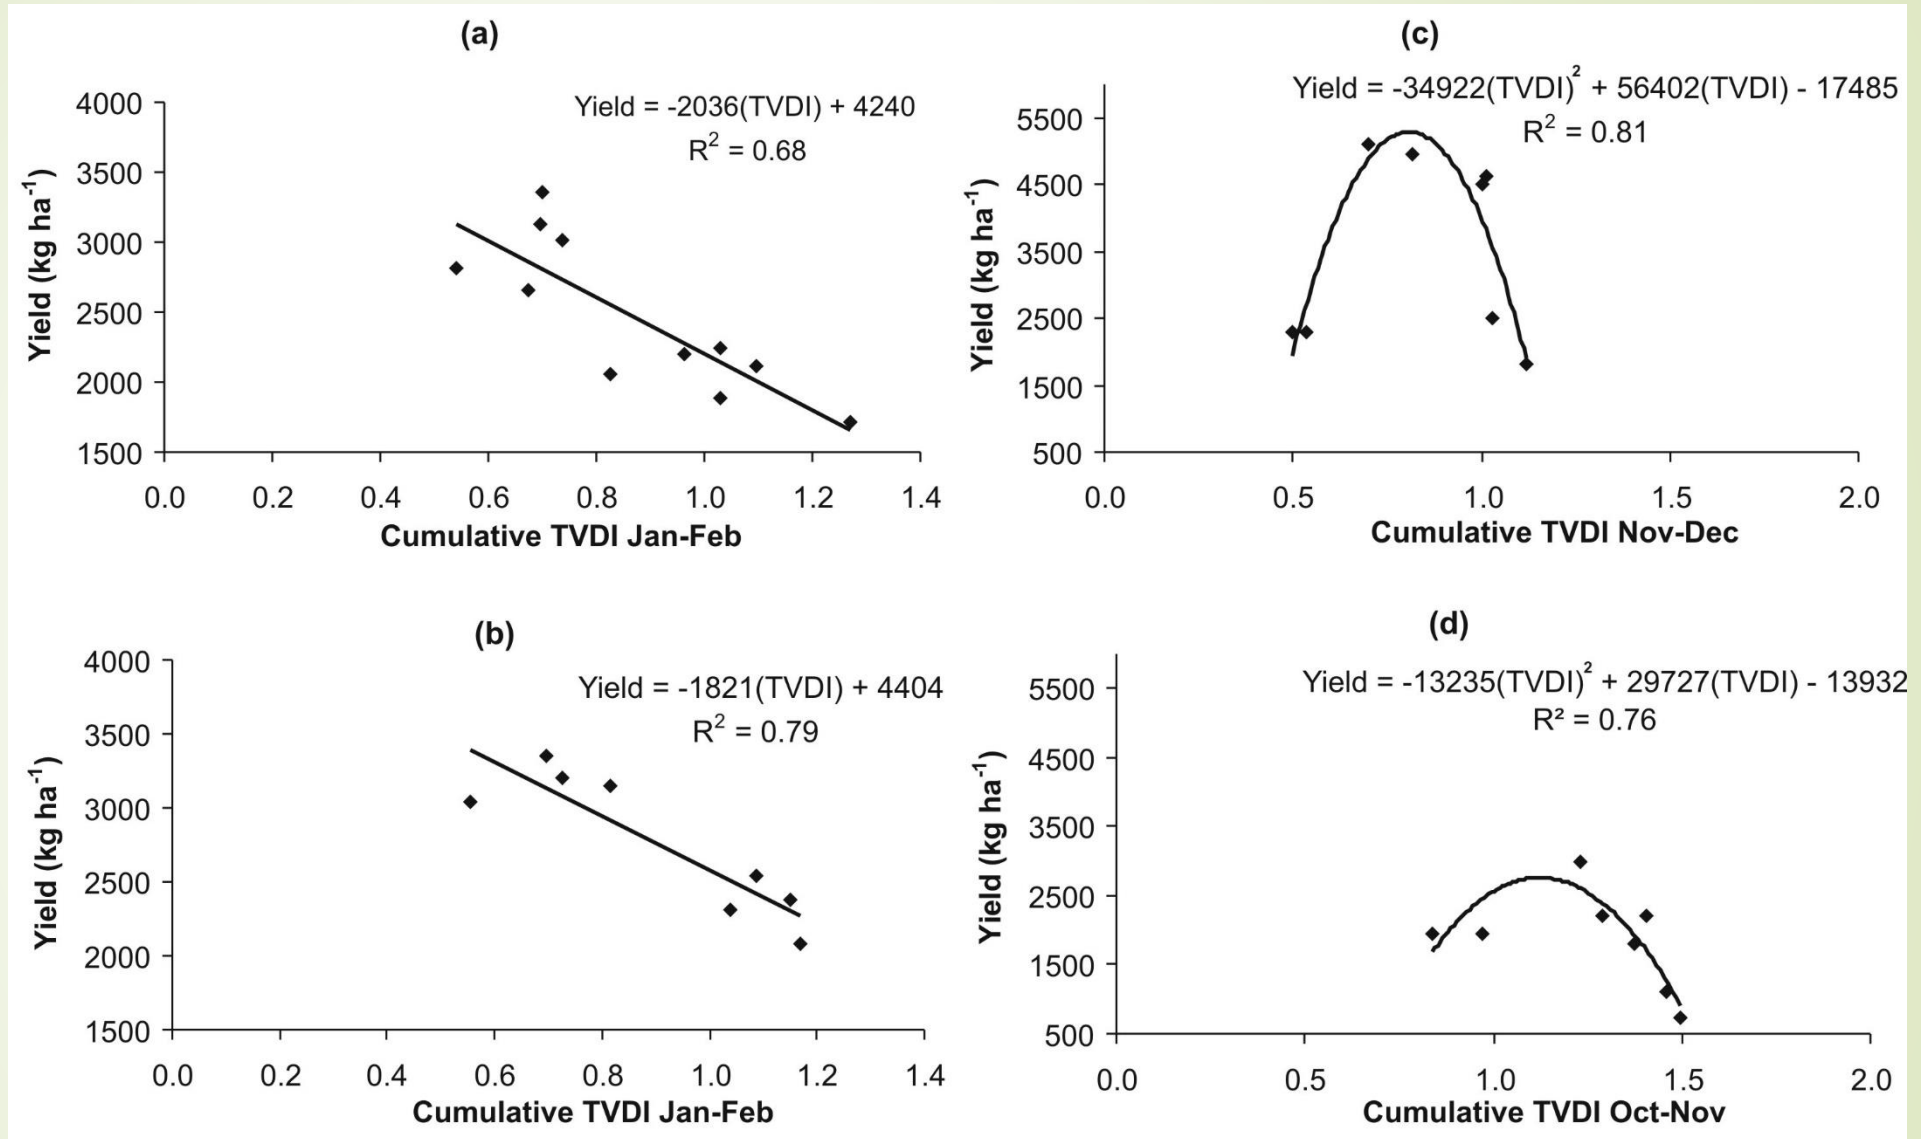 (a)
Yield = -2036(TVDI) + 4240
R² = 0.68
Yield (kg ha⁻¹)
4000
3500
3000
2500
2000
1500
0.0 0.2 0.4 0.6 0.8 1.0 1.2 1.4
Cumulative TVDI Jan-Feb
(b)
Yield = -1821(TVDI) + 4404
R² = 0.79
Yield (kg ha⁻¹)
4000
3500
3000
2500
2000
1500
0.0 0.2 0.4 0.6 0.8 1.0 1.2 1.4
Cumulative TVDI Jan-Feb
(c)
Yield = -34922(TVDI)² + 56402(TVDI) - 17485
R² = 0.81
Yield (kg ha⁻¹)
5500
4500
3500
2500
1500
500
0.0 0.5 1.0 1.5 2.0
Cumulative TVDI Nov-Dec
(d)
Yield = -13235(TVDI)² + 29727(TVDI) - 13932
R² = 0.76
Yield (kg ha⁻¹)
5500
4500
3500
2500
1500
500
0.0 0.5 1.0 1.5 2.0
Cumulative TVDI Oct-Nov